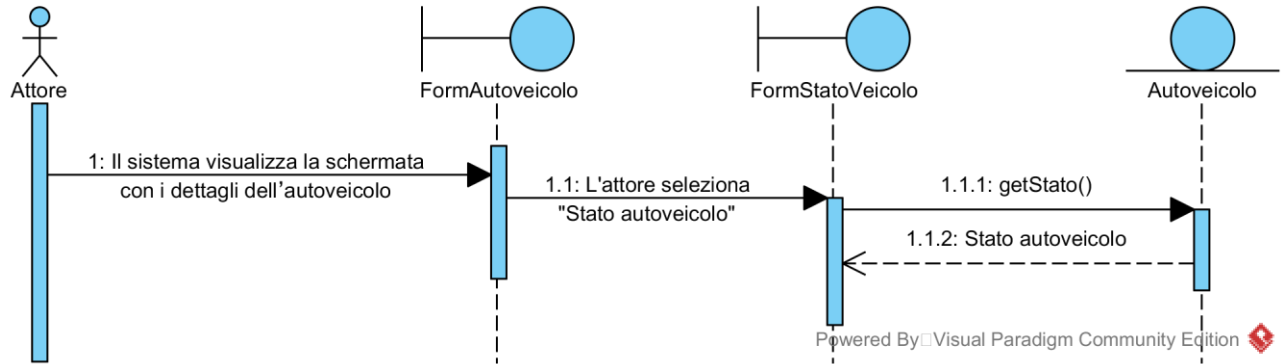 Attore
FormAutoveicolo
FormStatoVeicolo
Autoveicolo
1: Il sistema visualizza la schermata
con i dettagli dell'autoveicolo
1.1: L'attore seleziona
"Stato autoveicolo"
1.1.1: getStato()
1.1.2: Stato autoveicolo
Powered By□Visual Paradigm Community Edition